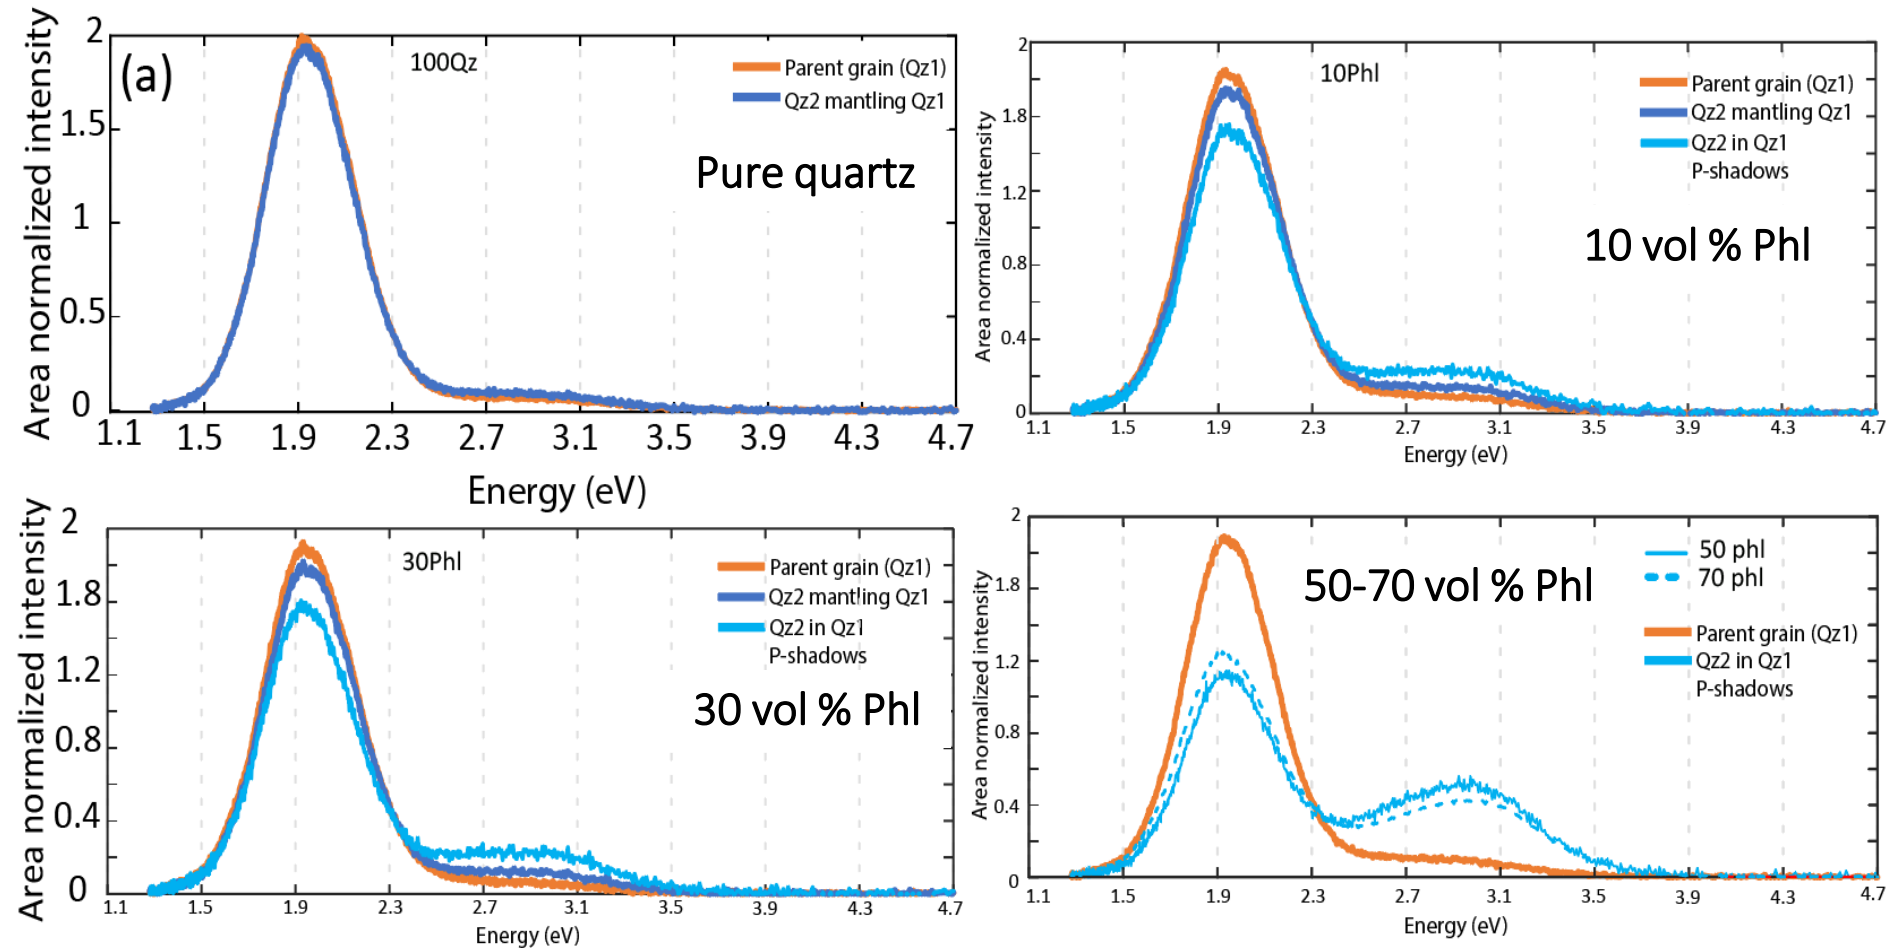 (a)
100Qz
Parent grain (Qz1)
Qz2 mantling Qz1
Pure quartz
Area normalized intensity
2
1.5
1
0.5
0
1.1 1.5 1.9 2.3 2.7 3.1 3.5 3.9 4.3 4.7
Energy (eV)
10Phl
Parent grain (Qz1)
Qz2 mantling Qz1
Qz2 in Qz1
P-shadows
10 vol % Phl
Area normalized intensity
2
1.8
1.2
0.8
0.4
0
1.1 1.5 1.9 2.3 2.7 3.1 3.5 3.9 4.3 4.7
Energy (eV)
30Phl
Parent grain (Qz1)
Qz2 mantling Qz1
Qz2 in Qz1
P-shadows
30 vol % Phl
Area normalized intensity
2
1.8
1.2
0.8
0.4
0
1.1 1.5 1.9 2.3 2.7 3.1 3.5 3.9 4.3 4.7
Energy (eV)
50 phl
70 phl
50-70 vol % Phl
Parent grain (Qz1)
Qz2 in Qz1
P-shadows
Area normalized intensity
2
1.8
1.2
0.8
0.4
0
1.1 1.5 1.9 2.3 2.7 3.1 3.5 3.9 4.3 4.7
Energy (eV)